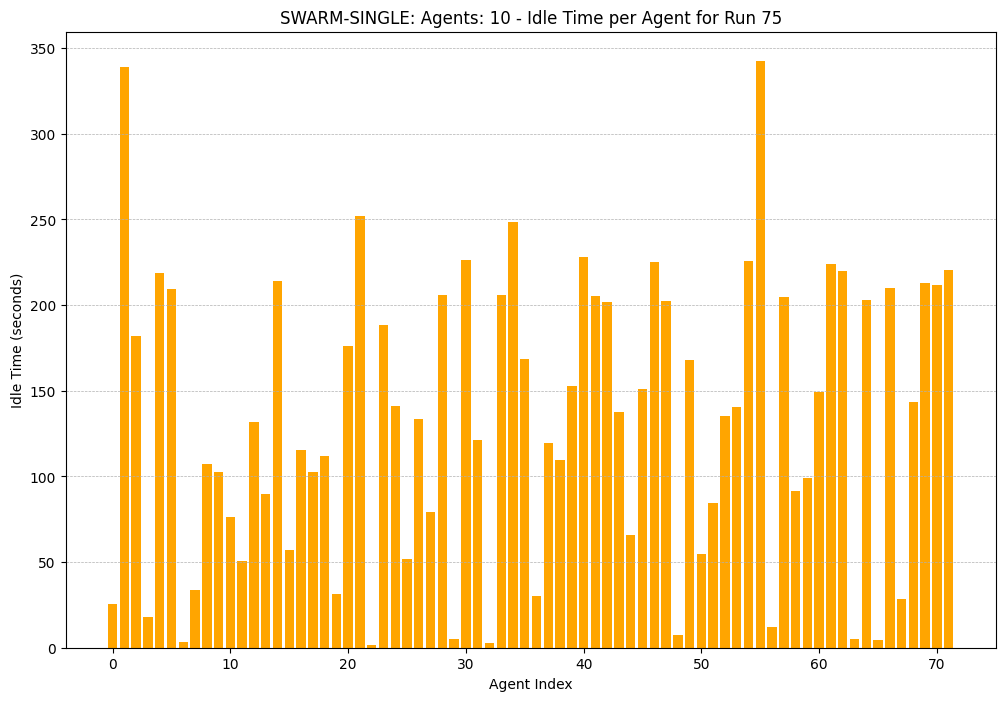 SWARM-SINGLE: Agents: 10 - Idle Time per Agent for Run 75
Idle Time (seconds)
350
300
250
200
150
100
50
0
0 10 20 30 40 50 60 70
Agent Index